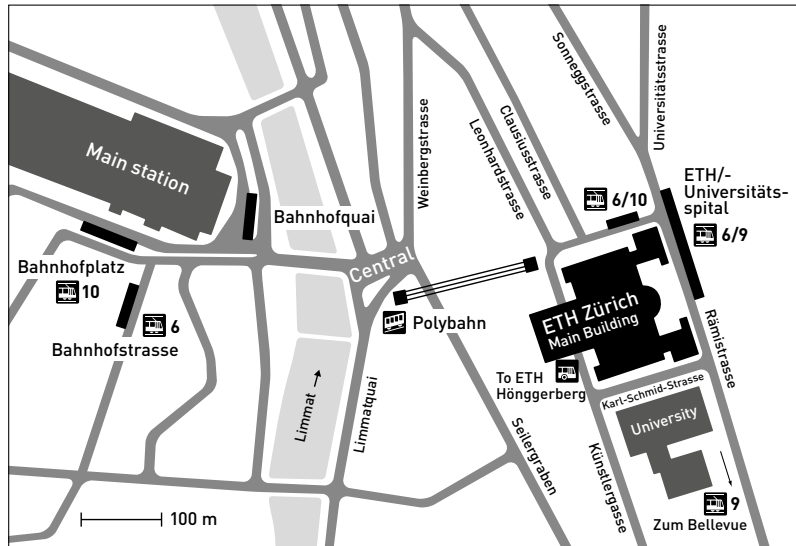 Sonneggstrasse
Universitätsstrasse
Weinbergstrasse
Leonhardstrasse
Clausiusstrasse
Main station
ETH/-
Universitäts-
spital
6/10
6/9
Bahnhofquai
Central
Bahnhofplatz
10
6
Bahnhofstrasse
Polybahn
ETH Zürich
Main Building
Rämistrasse
To ETH
Hönggerberg
Karl-Schmid-Strasse
University
Limmat →
Limmatquai
Seilergraben
Künstlergasse
9
Zum Bellevue
100 m